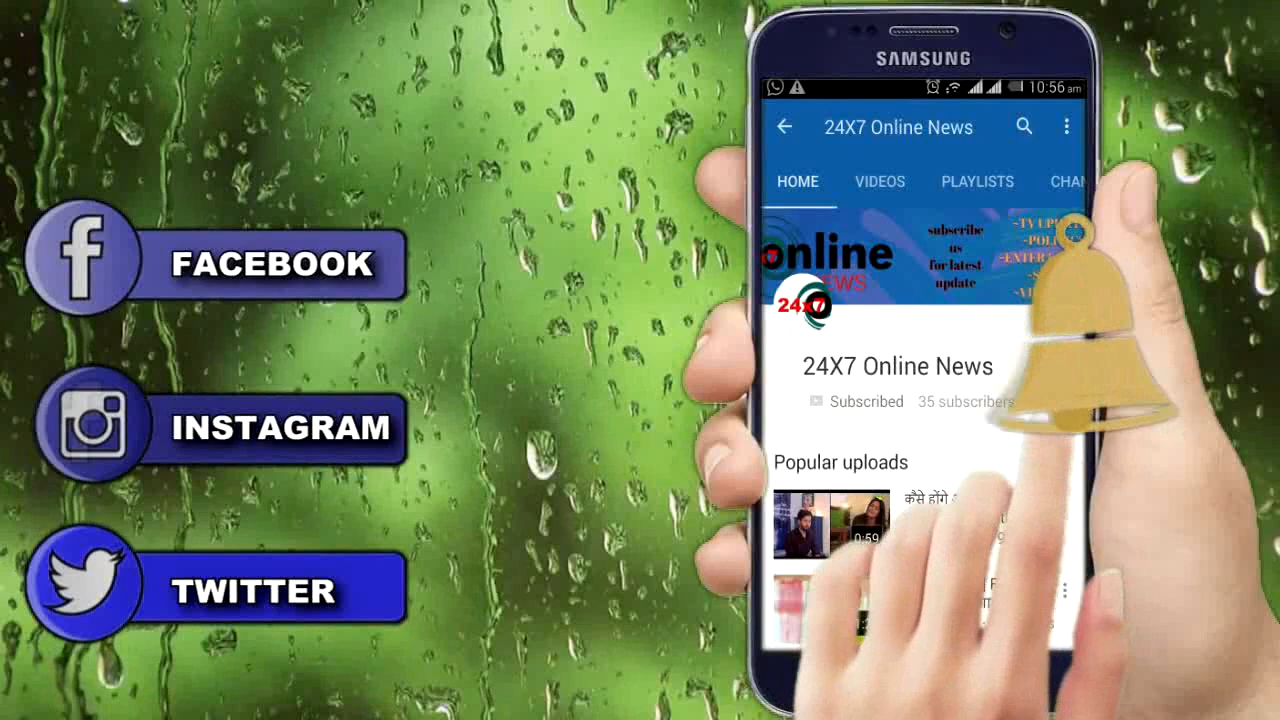 FACEBOOK
INSTAGRAM
TWITTER
SAMSUNG
10:56 am
24X7 Online News
HOME VIDEOS PLAYLISTS
online
NEWS
subscribe
us
for latest
update
24x7
24X7 Online News
Subscribed 35 subscribers
Popular uploads
कैसे होंगे
0:59